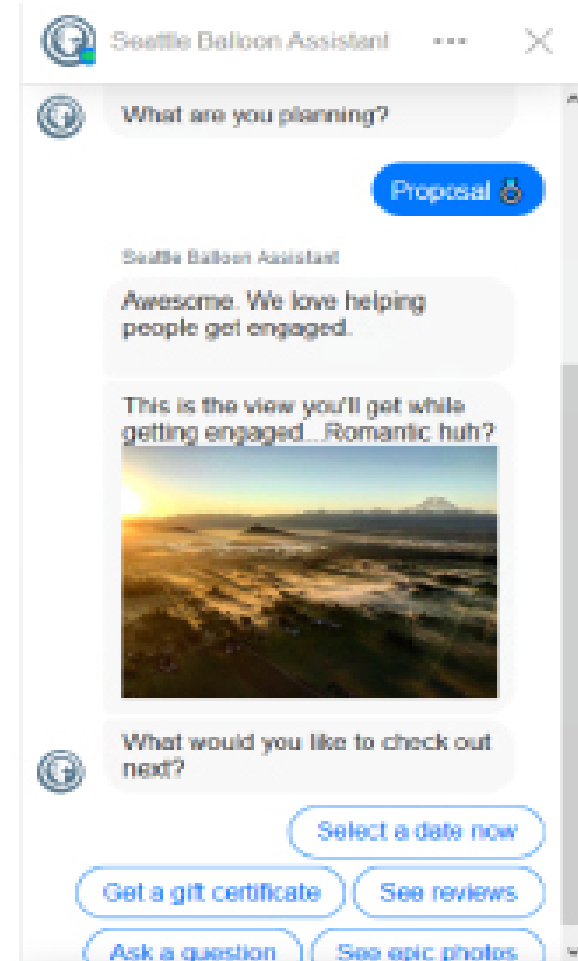 Seattle Balloon Assistant
What are you planning?
Proposal
Seattle Balloon Assistant
Awesome. We love helping
people get engaged.
This is the view you'll get while
getting engaged...Romantic huh?
What would you like to check out
next?
Select a date now
Get a gift certificate
See reviews
Ask a question
See epic photos